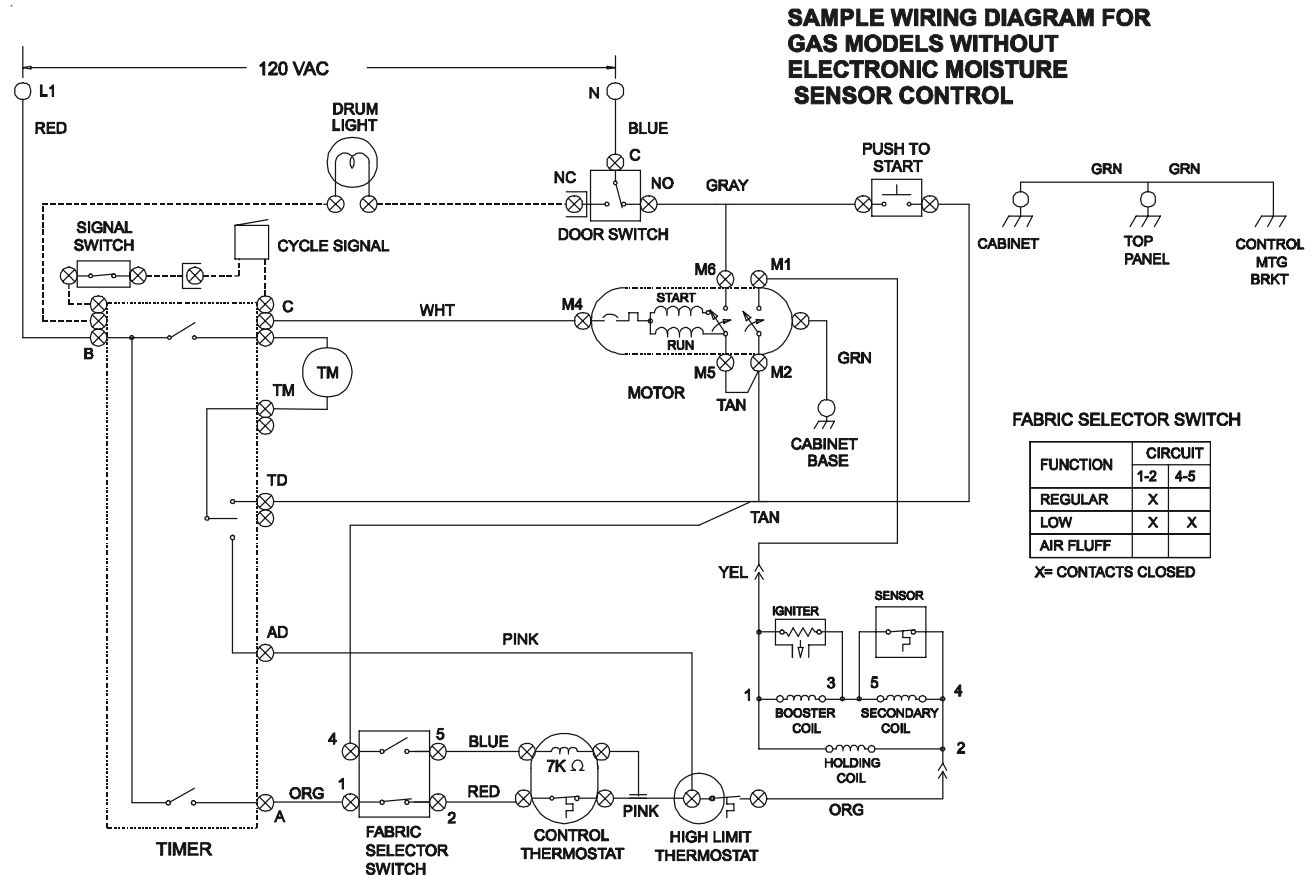 SAMPLE WIRING DIAGRAM FOR
GAS MODELS WITHOUT
ELECTRONIC MOISTURE
SENSOR CONTROL
120 VAC
L1
N
RED
DRUM
LIGHT
BLUE
C
NC
NO
GRAY
DOOR SWITCH
PUSH TO
START
GRN
GRN
CABINET
TOP
PANEL
CONTROL
MTG
BRKT
SIGNAL
SWITCH
CYCLE SIGNAL
C
B
WHT
M4
M6
M1
START
RUN
M5
M2
MOTOR
TAN
GRN
CABINET
BASE
TM
TM
TD
TAN
FABRIC SELECTOR SWITCH
FUNCTION
CIRCUIT
1-2
4-5
REGULAR
X
LOW
X
X
AIR FLUFF
X= CONTACTS CLOSED
YEL
IGNITER
SENSOR
AD
PINK
1
3
5
4
BOOSTER
COIL
SECONDARY
COIL
2
HOLDING
COIL
4
5
BLUE
7K Ω
1
ORG
A
2
RED
PINK
ORG
TIMER
FABRIC
SELECTOR
SWITCH
CONTROL
THERMOSTAT
HIGH LIMIT
THERMOSTAT